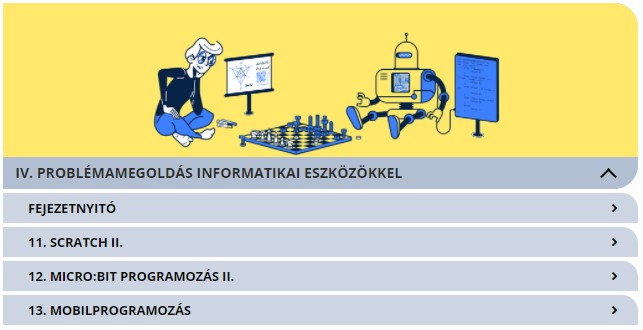 IV. PROBLÉMAMEGOLDÁS INFORMATIKAI ESZKÖZÖKKEL
FEJEZETNYITÓ
11. SCRATCH II.
12. MICRO:BIT PROGRAMOZÁS II.
13. MOBILPROGRAMOZÁS